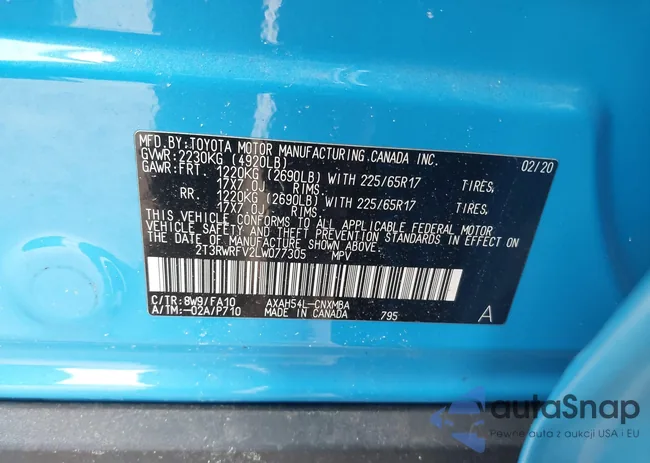 MFD. BY:TOYOTA MOTOR MANUFACTURING CANADA INC.
02/20
GVWR:2230KG (4920LB)
GAWR:FRT. 1220KG (2690LB) WITH 225/65R17 TIRES,
17X7.0J RIMS.
RR. 1220KG (2690LB) WITH 225/65R17 TIRES,
17X7.0J RIMS.
THIS VEHICLE CONFORMS TO ALL APPLICABLE FEDERAL MOTOR
VEHICLE SAFETY AND THEFT PREVENTION STANDARDS IN EFFECT
ON THE DATE OF MANUFACTURE SHOWN ABOVE.
2T3RWRFV2LW077305 MPV
C/TR: 8W9/FA10 AXAH54L-CNXMBA
A/TM:-02A/P710 MADE IN CANADA 795 A
autoSnap
Pewne auta z aukcji USA i EU